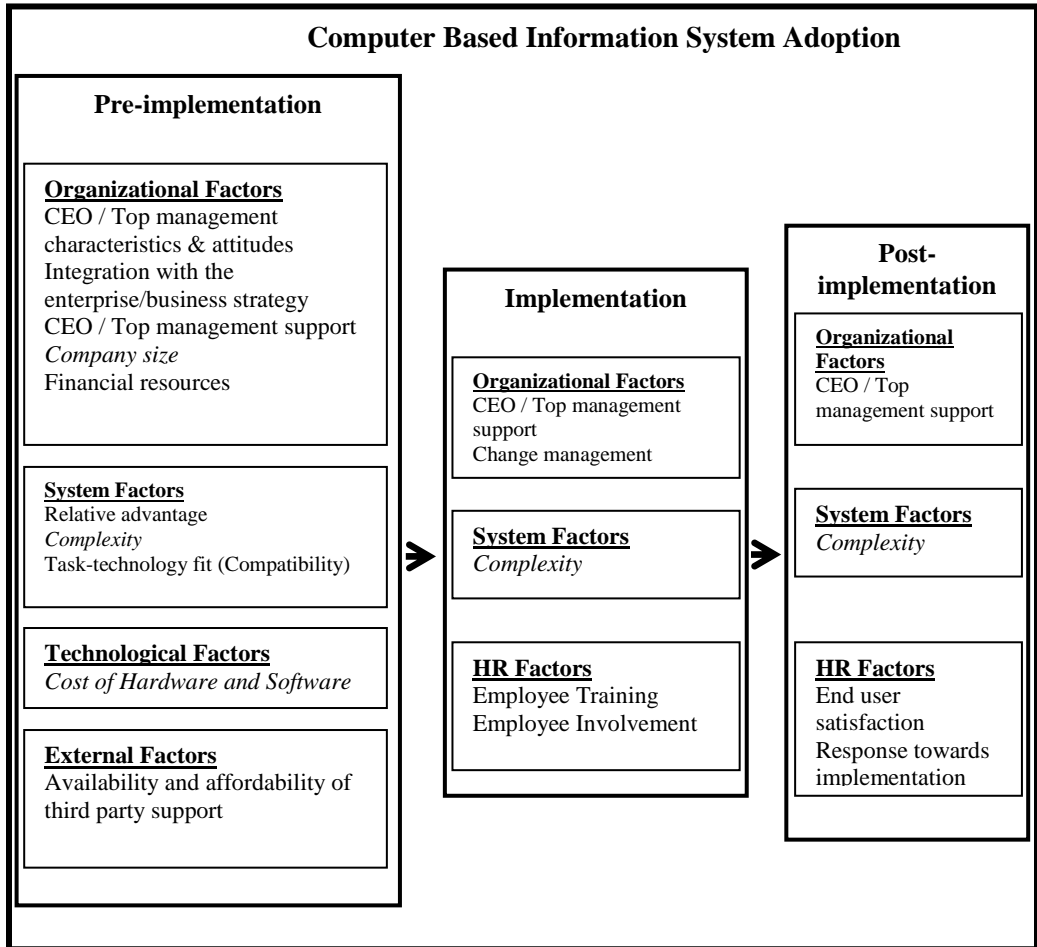 Computer Based Information System Adoption
Pre-implementation
Organizational Factors
CEO / Top management
characteristics & attitudes
Integration with the
enterprise/business strategy
CEO / Top management support
Company size
Financial resources
System Factors
Relative advantage
Complexity
Task-technology fit (Compatibility)
Technological Factors
Cost of Hardware and Software
External Factors
Availability and affordability of
third party support
Implementation
Organizational Factors
CEO / Top management
support
Change management
System Factors
Complexity
HR Factors
Employee Training
Employee Involvement
Post-
implementation
Organizational
Factors
CEO / Top
management support
System Factors
Complexity
HR Factors
End user
satisfaction
Response towards
implementation